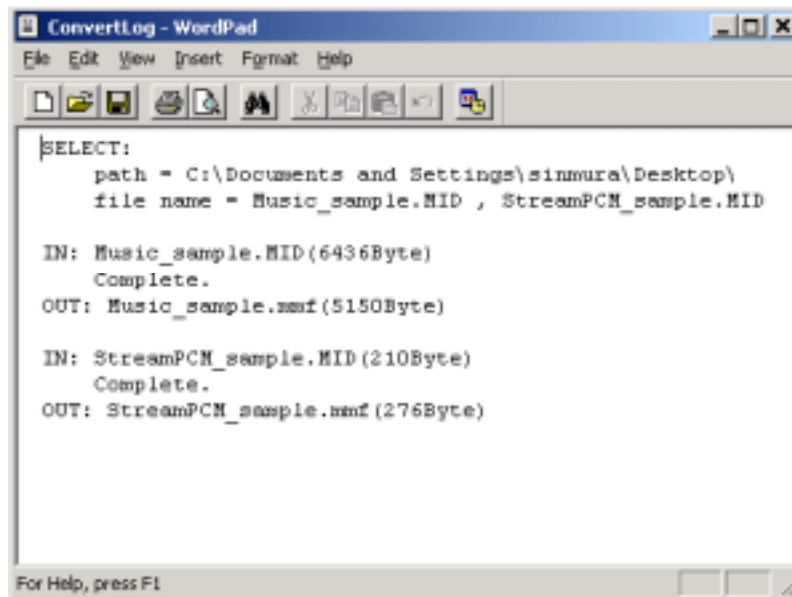 ConvertLog - WordPad
File Edit View Insert Format Help
SELECT:
path = C:\Documents and Settings\sinmura\Desktop\
file name = Music_sample.MID , StreamPCM_sample.MID
IN: Music_sample.MID(6436Byte)
Complete.
OUT: Music_sample.mmf(5150Byte)
IN: StreamPCM_sample.MID(210Byte)
Complete.
OUT: StreamPCM_sample.mmf(276Byte)
For Help, press F1